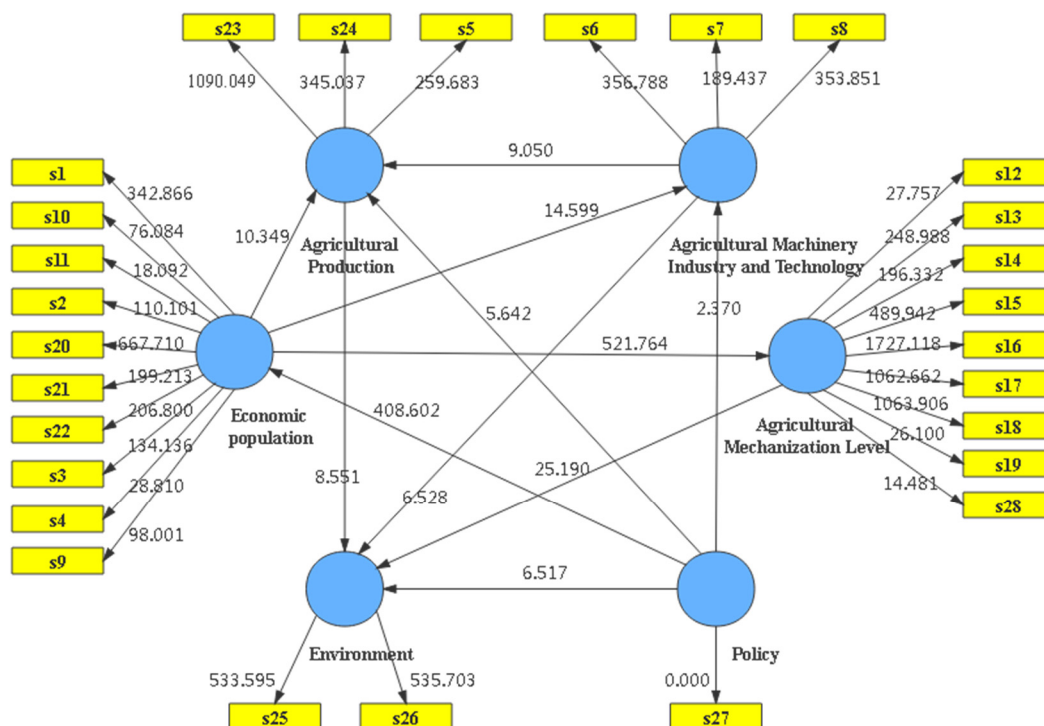 s23
s24
s5
s6
s7
s8
1090.049
345.037
259.683
356.788
189.437
353.851
s1
s10
s11
s2
s20
s21
s22
s3
s4
s9
342.866
76.084
18.092
110.101
667.710
199.213
206.800
134.136
28.810
98.001
9.050
14.599
10.349
Agricultural
Production
Agricultural Machinery
Industry and Technology
5.642
2.370
521.764
Economic
population
408.602
Agricultural
Mechanization Level
8.551
6.528
25.190
6.517
s12
s13
s14
s15
s16
s17
s18
s19
s28
27.757
248.988
196.332
489.942
1727.118
1062.662
1063.906
26.100
14.481
Environment
Policy
533.595
535.703
0.000
s25
s26
s27